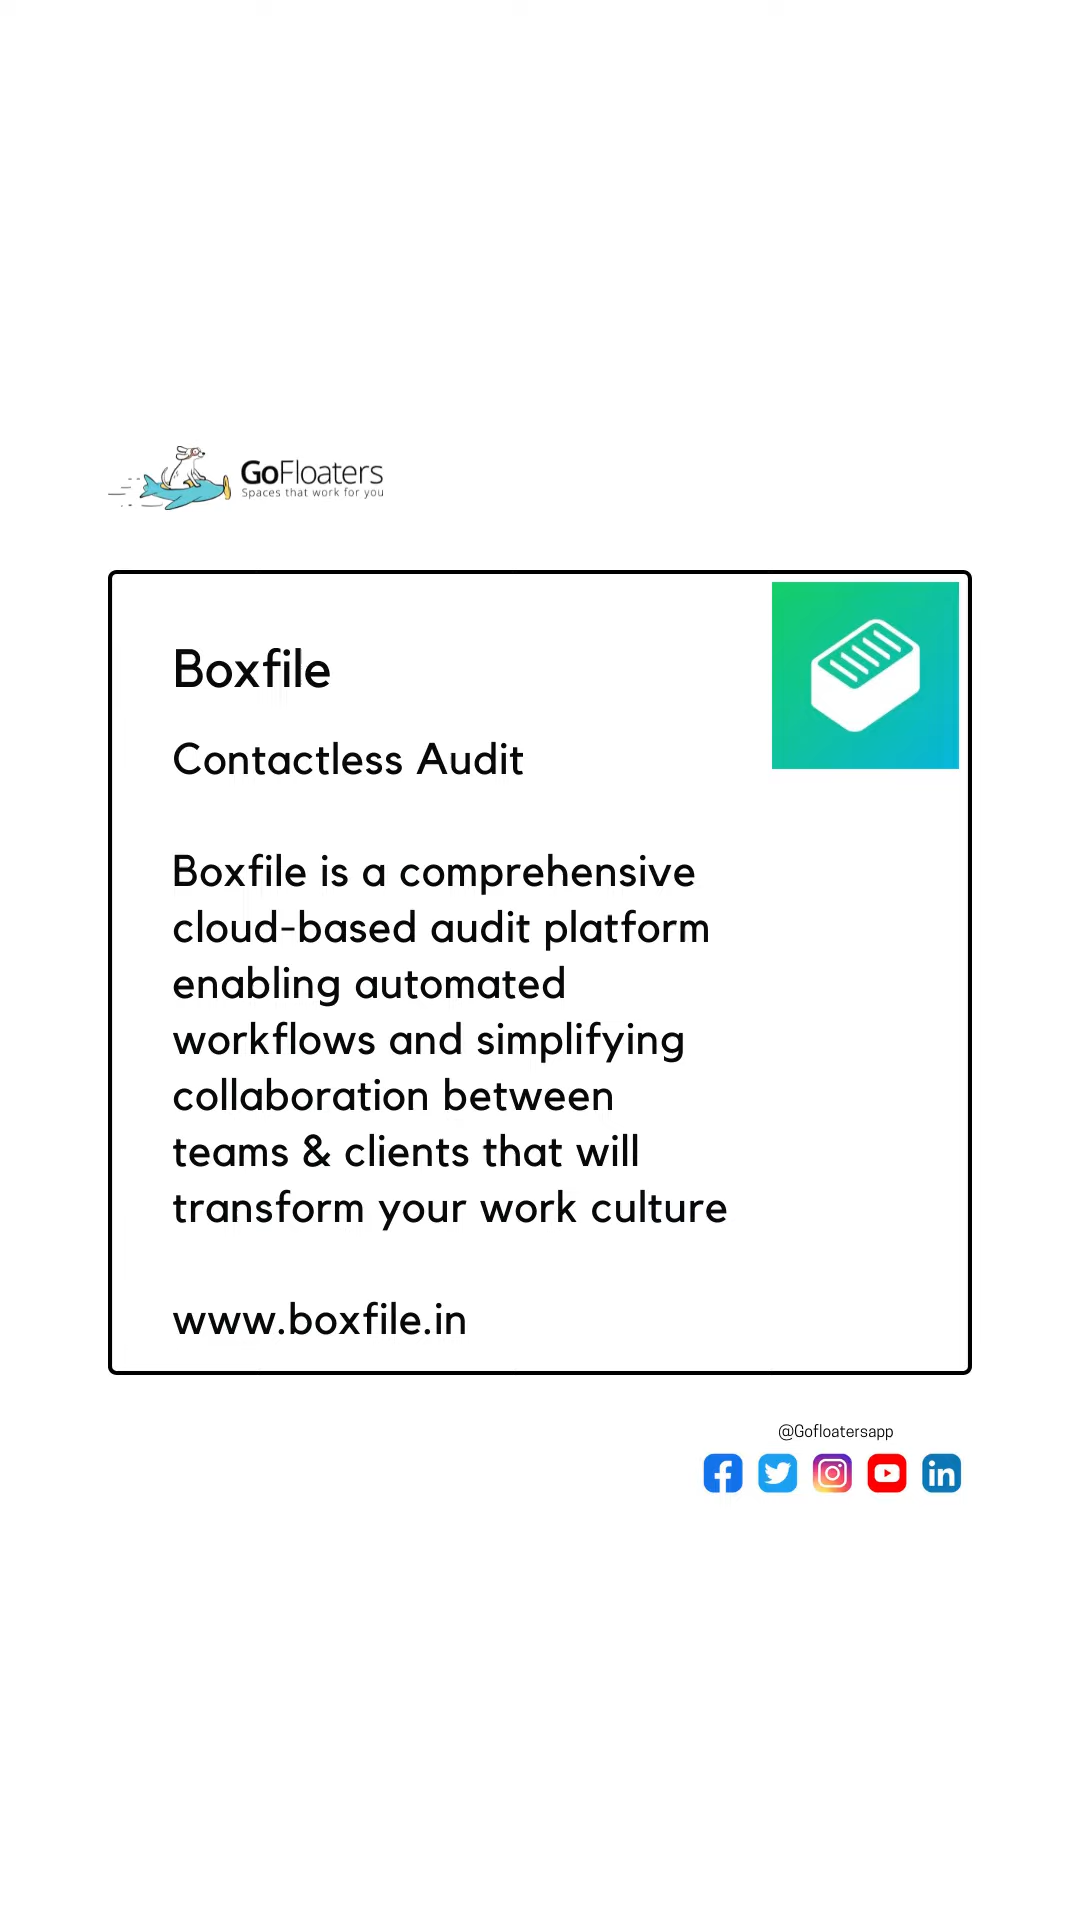 GoFloaters
Spaces that work for you
Boxfile
Contactless Audit
Boxfile is a comprehensive
cloud-based audit platform
enabling automated
workflows and simplifying
collaboration between
teams & clients that will
transform your work culture
www.boxfile.in
@Gofloatersapp
in